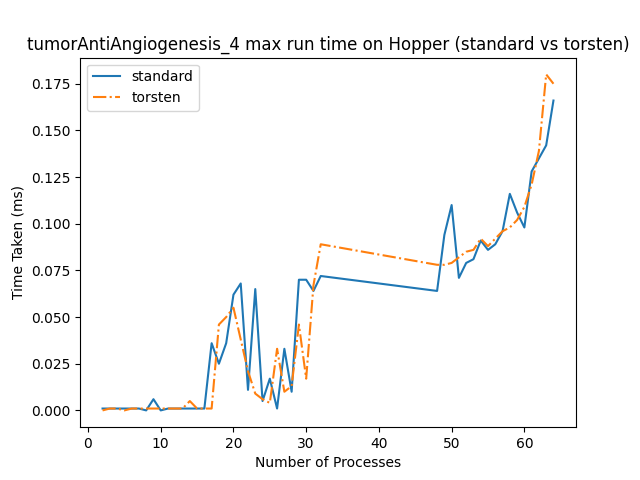 tumorAntiAngiogenesis_4 max run time on Hopper (standard vs torsten)
standard
torsten
Time Taken (ms)
0.175
0.150
0.125
0.100
0.075
0.050
0.025
0.000
0 10 20 30 40 50 60
Number of Processes